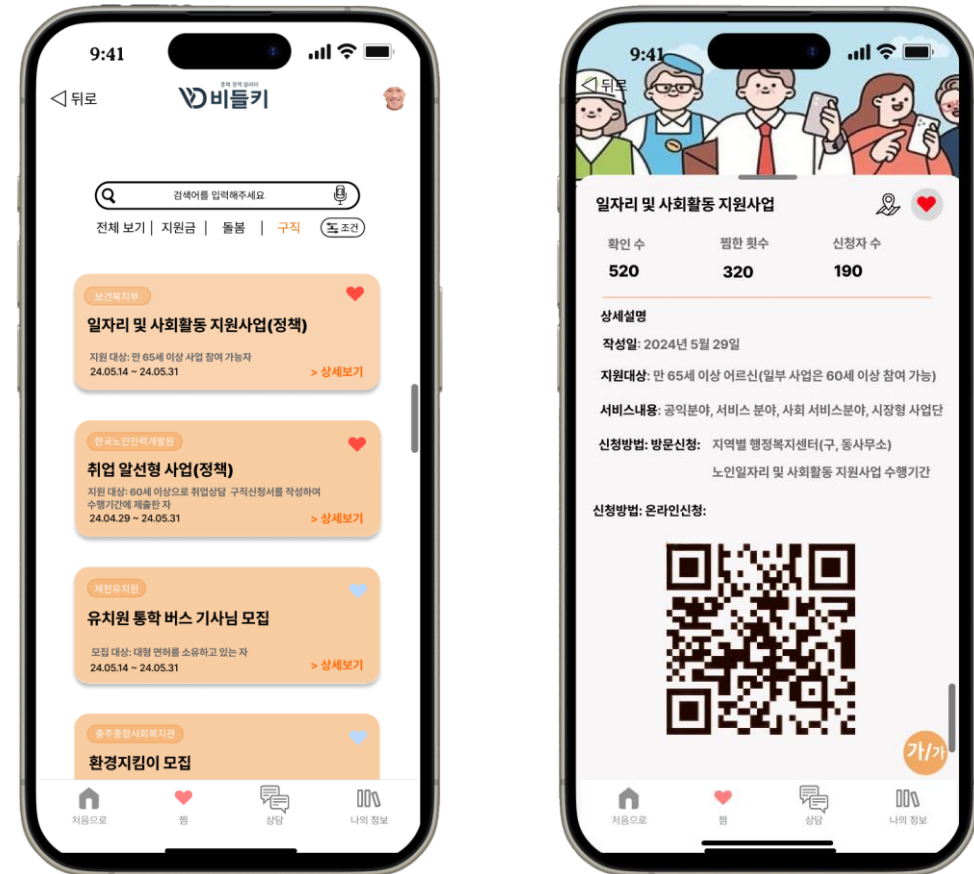 9:41
뒤로
충북 정책 알리미
비들키
검색어를 입력해주세요
전체 보기 | 지원금 | 돌봄 | 구직 조건
보건복지부
일자리 및 사회활동 지원사업(정책)
지원 대상: 만 65세 이상 사업 참여 가능자
24.05.14 ~ 24.05.31
> 상세보기
한국노인인력개발원
취업 알선형 사업(정책)
지원 대상: 60세 이상으로 취업상담 구직신청서를 작성하여
수행기간에 제출한 자
24.04.29 ~ 24.05.31
> 상세보기
제천유치원
유치원 통학 버스 기사님 모집
모집 대상: 대형 면허를 소유하고 있는 자
24.05.14 ~ 24.05.31
> 상세보기
충주종합사회복지관
환경지킴이 모집
처음으로 찜 상담 나의 정보
9:41
뒤로
일자리 및 사회활동 지원사업
확인 수 찜한 횟수 신청자 수
520 320 190
상세설명
작성일: 2024년 5월 29일
지원대상: 만 65세 이상 어르신(일부 사업은 60세 이상 참여 가능)
서비스내용: 공익분야, 서비스 분야, 사회 서비스분야, 시장형 사업단
신청방법: 방문신청: 지역별 행정복지센터(구, 동사무소)
노인일자리 및 사회활동 지원사업 수행기간
신청방법: 온라인신청:
가/가
처음으로 찜 상담 나의 정보